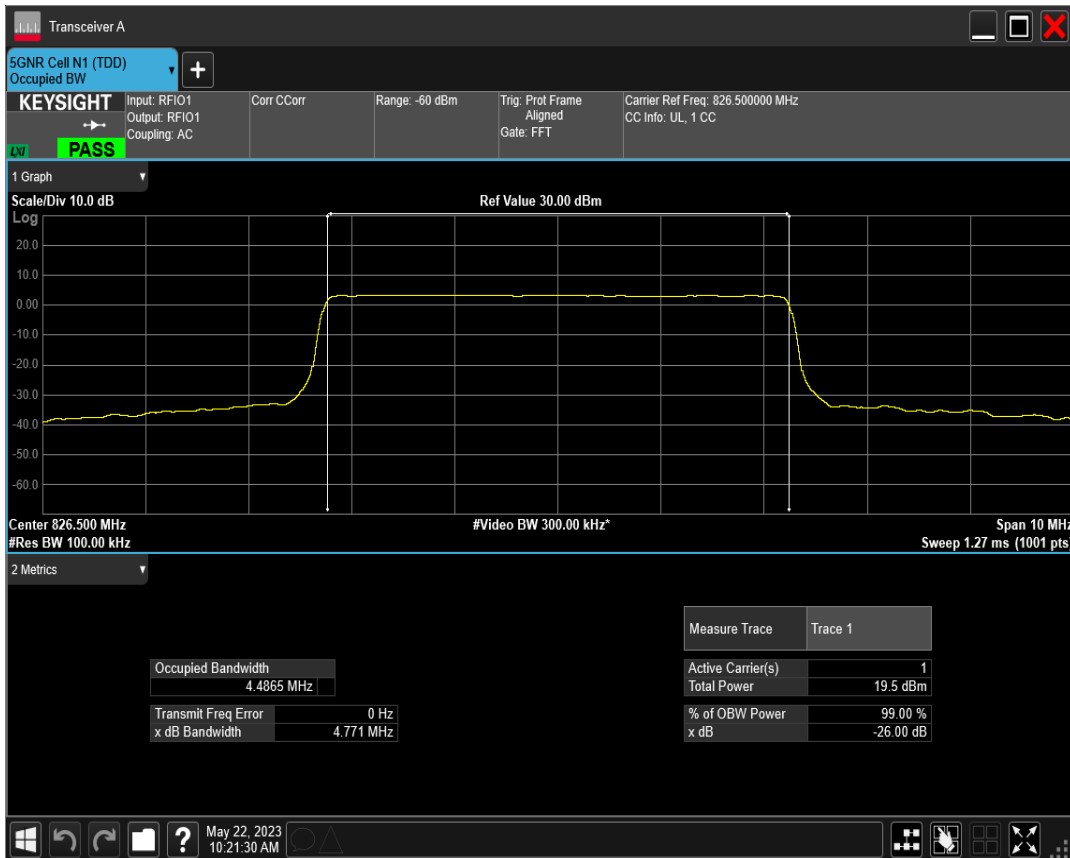 Transceiver A
5GNR Cell N1 (TDD)
Occupied BW
+
KEYSIGHT
LXI
PASS
Input: RFIO1
Output: RFIO1
Coupling: AC
Corr CCorr
Range: -60 dBm
Trig: Prot Frame
Aligned
Gate: FFT
Carrier Ref Freq: 826.500000 MHz
CC Info: UL, 1 CC
1 Graph
Scale/Div 10.0 dB
Ref Value 30.00 dBm
Log
20.0
10.0
0.00
-10.0
-20.0
-30.0
-40.0
-50.0
-60.0
Center 826.500 MHz
#Video BW 300.00 kHz*
Span 10 MHz
#Res BW 100.00 kHz
Sweep 1.27 ms (1001 pts)
2 Metrics
Measure Trace Trace 1
Occupied Bandwidth
4.4865 MHz
Transmit Freq Error 0 Hz
x dB Bandwidth 4.771 MHz
Active Carrier(s) 1
Total Power 19.5 dBm
% of OBW Power 99.00 %
x dB -26.00 dB
?
May 22, 2023
10:21:30 AM